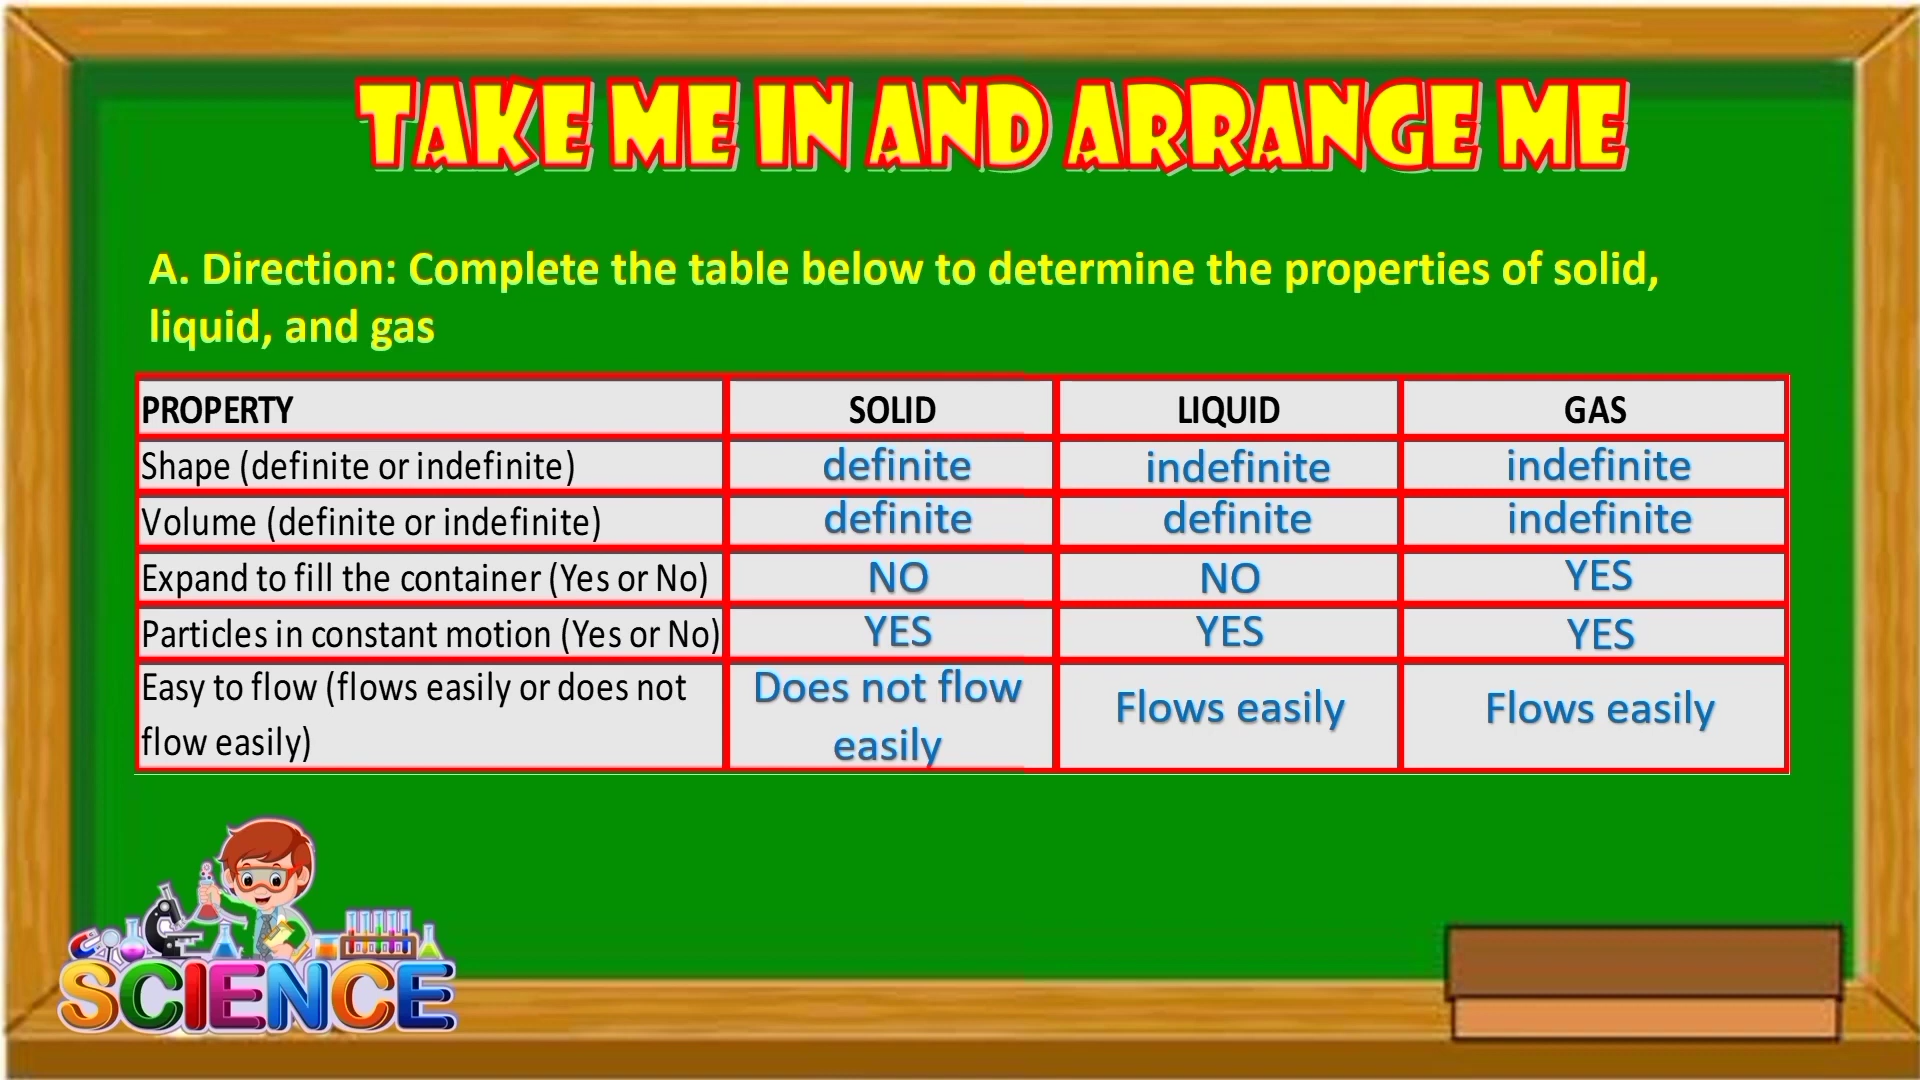 TAKE ME IN AND ARRANGE ME
A. Direction: Complete the table below to determine the properties of solid,
liquid, and gas
PROPERTY SOLID LIQUID GAS
Shape (definite or indefinite) definite indefinite indefinite
Volume (definite or indefinite) definite definite indefinite
Expand to fill the container (Yes or No) NO NO YES
Particles in constant motion (Yes or No) YES YES YES
Easy to flow (flows easily or does not
flow easily)
Does not flow
easily
Flows easily
Flows easily
SCIENCE